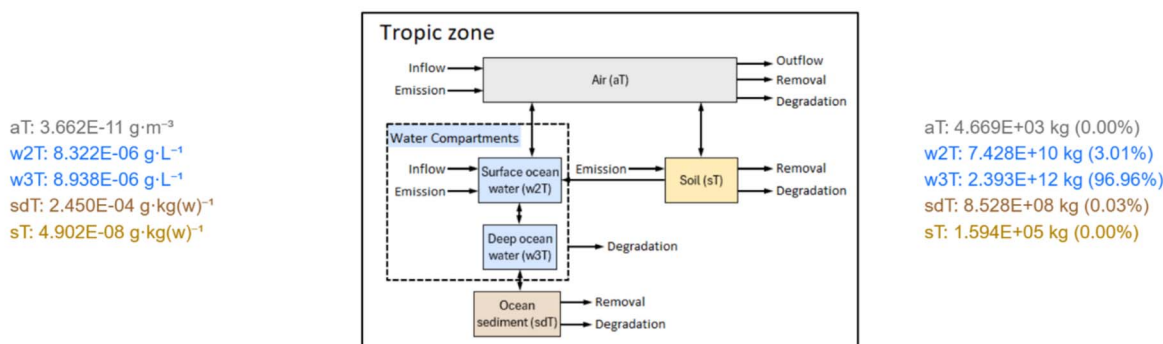 Tropic zone
Inflow
Emission
Air (aT)
Outflow
Removal
Degradation
aT: 3.662E-11 g·m⁻³
w2T: 8.322E-06 g·L⁻¹
w3T: 8.938E-06 g·L⁻¹
sdT: 2.450E-04 g·kg(w)⁻¹
sT: 4.902E-08 g·kg(w)⁻¹
Water Compartments
Inflow
Emission
Surface ocean
water (w2T)
Emission
Soil (sT)
Removal
Degradation
Deep ocean
water (w3T)
Degradation
Ocean
sediment (sdT)
Removal
Degradation
aT: 4.669E+03 kg (0.00%)
w2T: 7.428E+10 kg (3.01%)
w3T: 2.393E+12 kg (96.96%)
sdT: 8.528E+08 kg (0.03%)
sT: 1.594E+05 kg (0.00%)